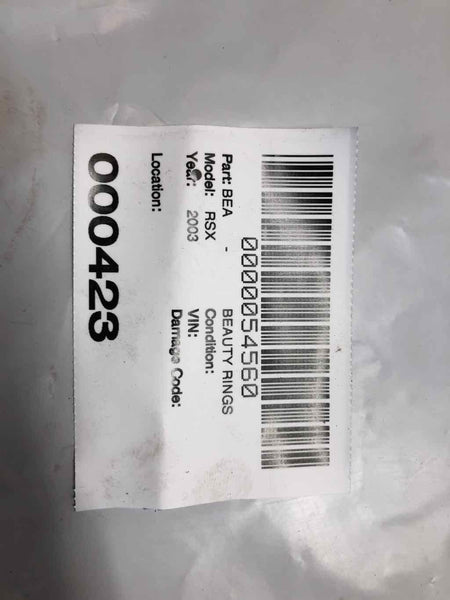 0000054560
Part: BEA - BEAUTY RINGS
Model: RSX Condition:
Year: 2003 VIN:
Damage Code:
Location:
000423